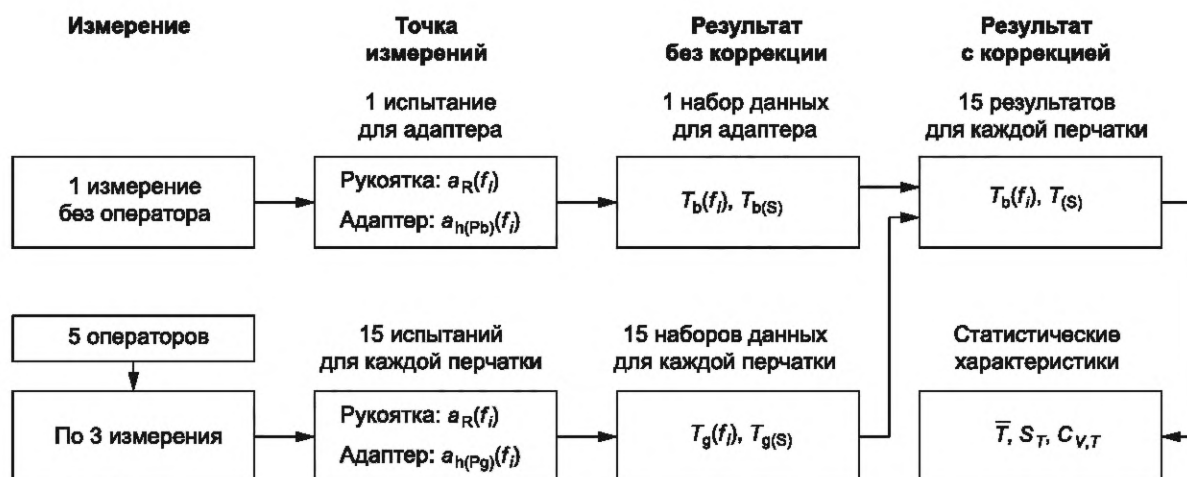 Измерение
Точка
измерений
Результат
без коррекции
Результат
с коррекцией
1 испытание
для адаптера
1 набор данных
для адаптера
15 результатов
для каждой перчатки
1 измерение
без оператора
Рукоятка: a_R(f_i)
Адаптер: a_h(Pb)(f_i)
T_b(f_i), T_b(S)
T_b(f_i), T_(S)
5 операторов
15 испытаний
для каждой перчатки
15 наборов данных
для каждой перчатки
Статистические
характеристики
По 3 измерения
Рукоятка: a_R(f_i)
Адаптер: a_h(Pg)(f_i)
T_g(f_i), T_g(S)
T̅, S_T, C_V,T